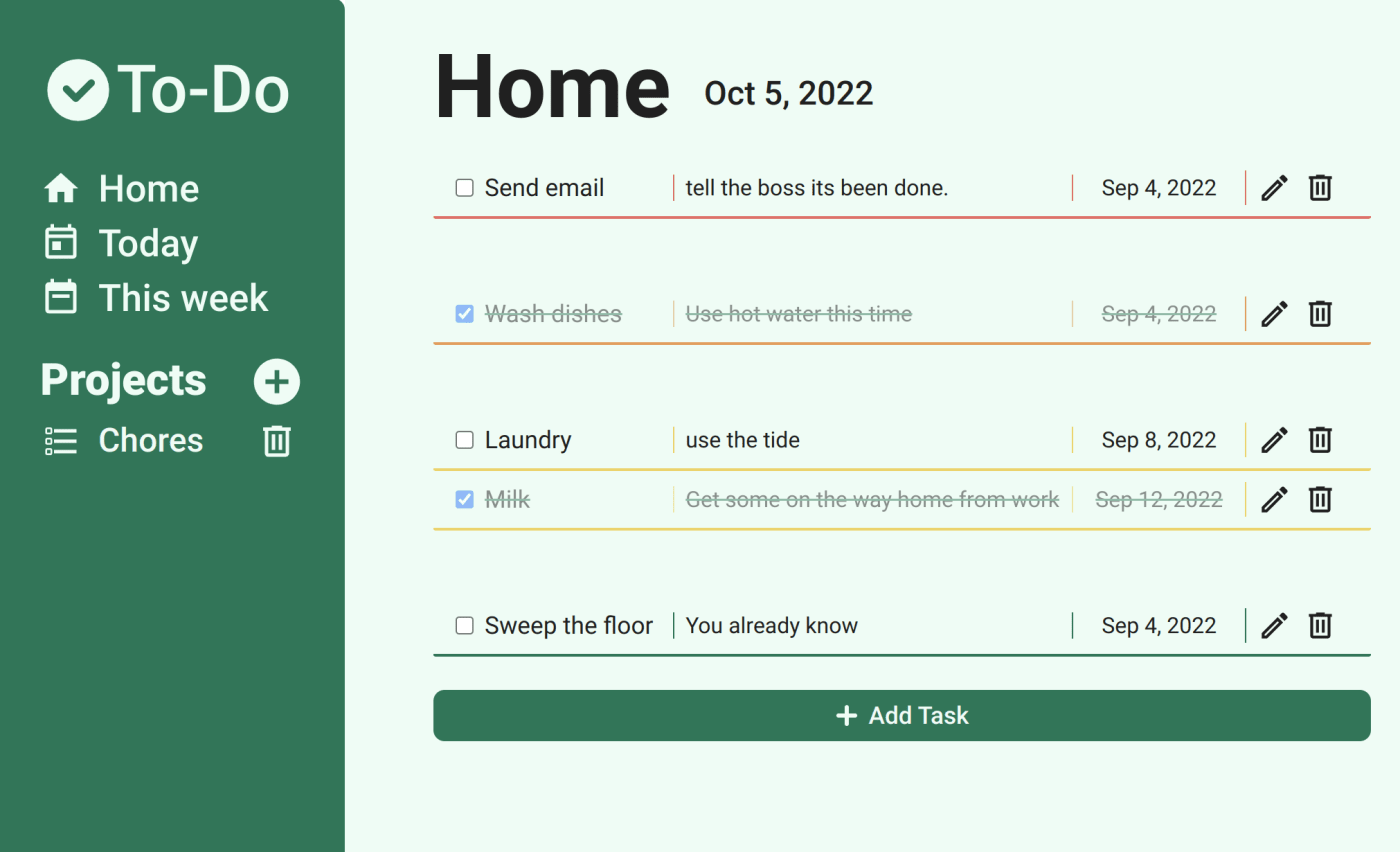 To-Do
Home
Today
This week
Projects
Chores
Home Oct 5, 2022
Send email tell the boss its been done. Sep 4, 2022
Wash dishes Use hot water this time Sep 4, 2022
Laundry use the tide Sep 8, 2022
Milk Get some on the way home from work Sep 12, 2022
Sweep the floor You already know Sep 4, 2022
+ Add Task